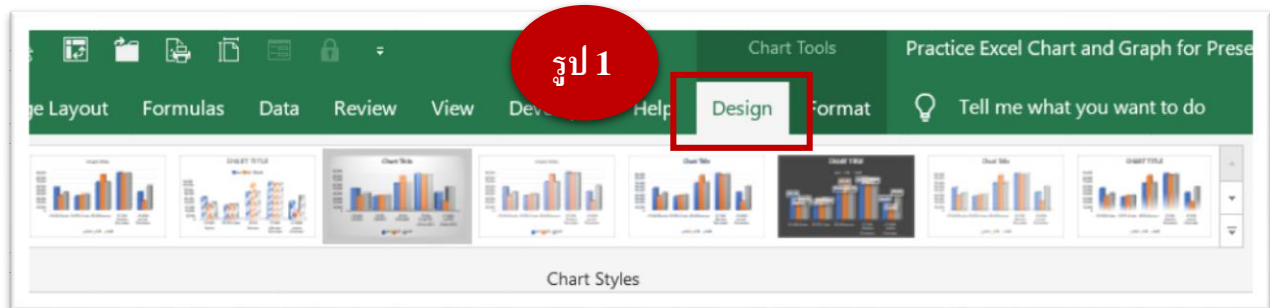 Chart Tools
Practice Excel Chart and Graph for Prese
รูป 1
ge Layout Formulas Data Review View Help Design Format Tell me what you want to do
Chart Styles